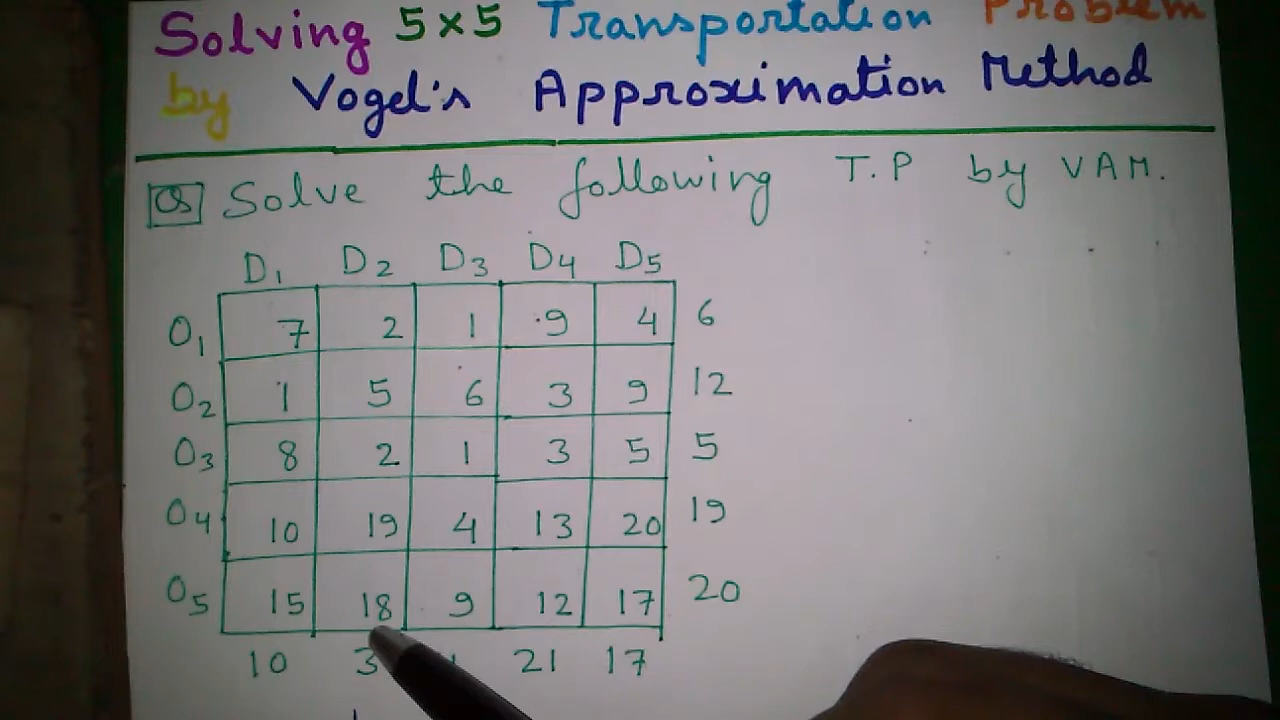 Solving 5×5 Transportation Problem
by Vogel's Approximation Method
Q Solve the following T.P by VAM.
D1 D2 D3 D4 D5
O1 7 2 1 9 4 6
O2 1 5 6 3 9 12
O3 8 2 1 3 5 5
O4 10 19 4 13 20 19
O5 15 18 9 12 17 20
10 3 21 17